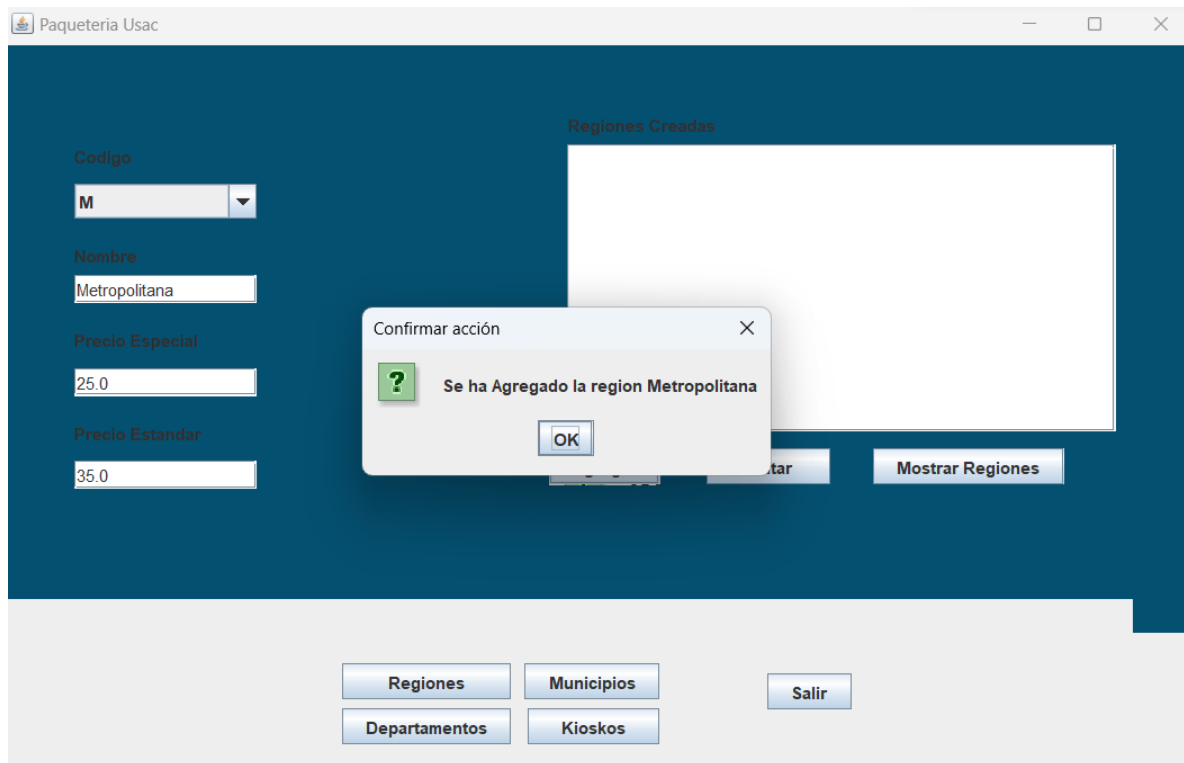 Paqueteria Usac
Regiones Creadas
Codigo
M
Nombre
Metropolitana
Precio Especial
25.0
Precio Estandar
35.0
Confirmar acción
?
Se ha Agregado la region Metropolitana
OK
tar
Mostrar Regiones
Regiones
Municipios
Salir
Departamentos
Kioskos